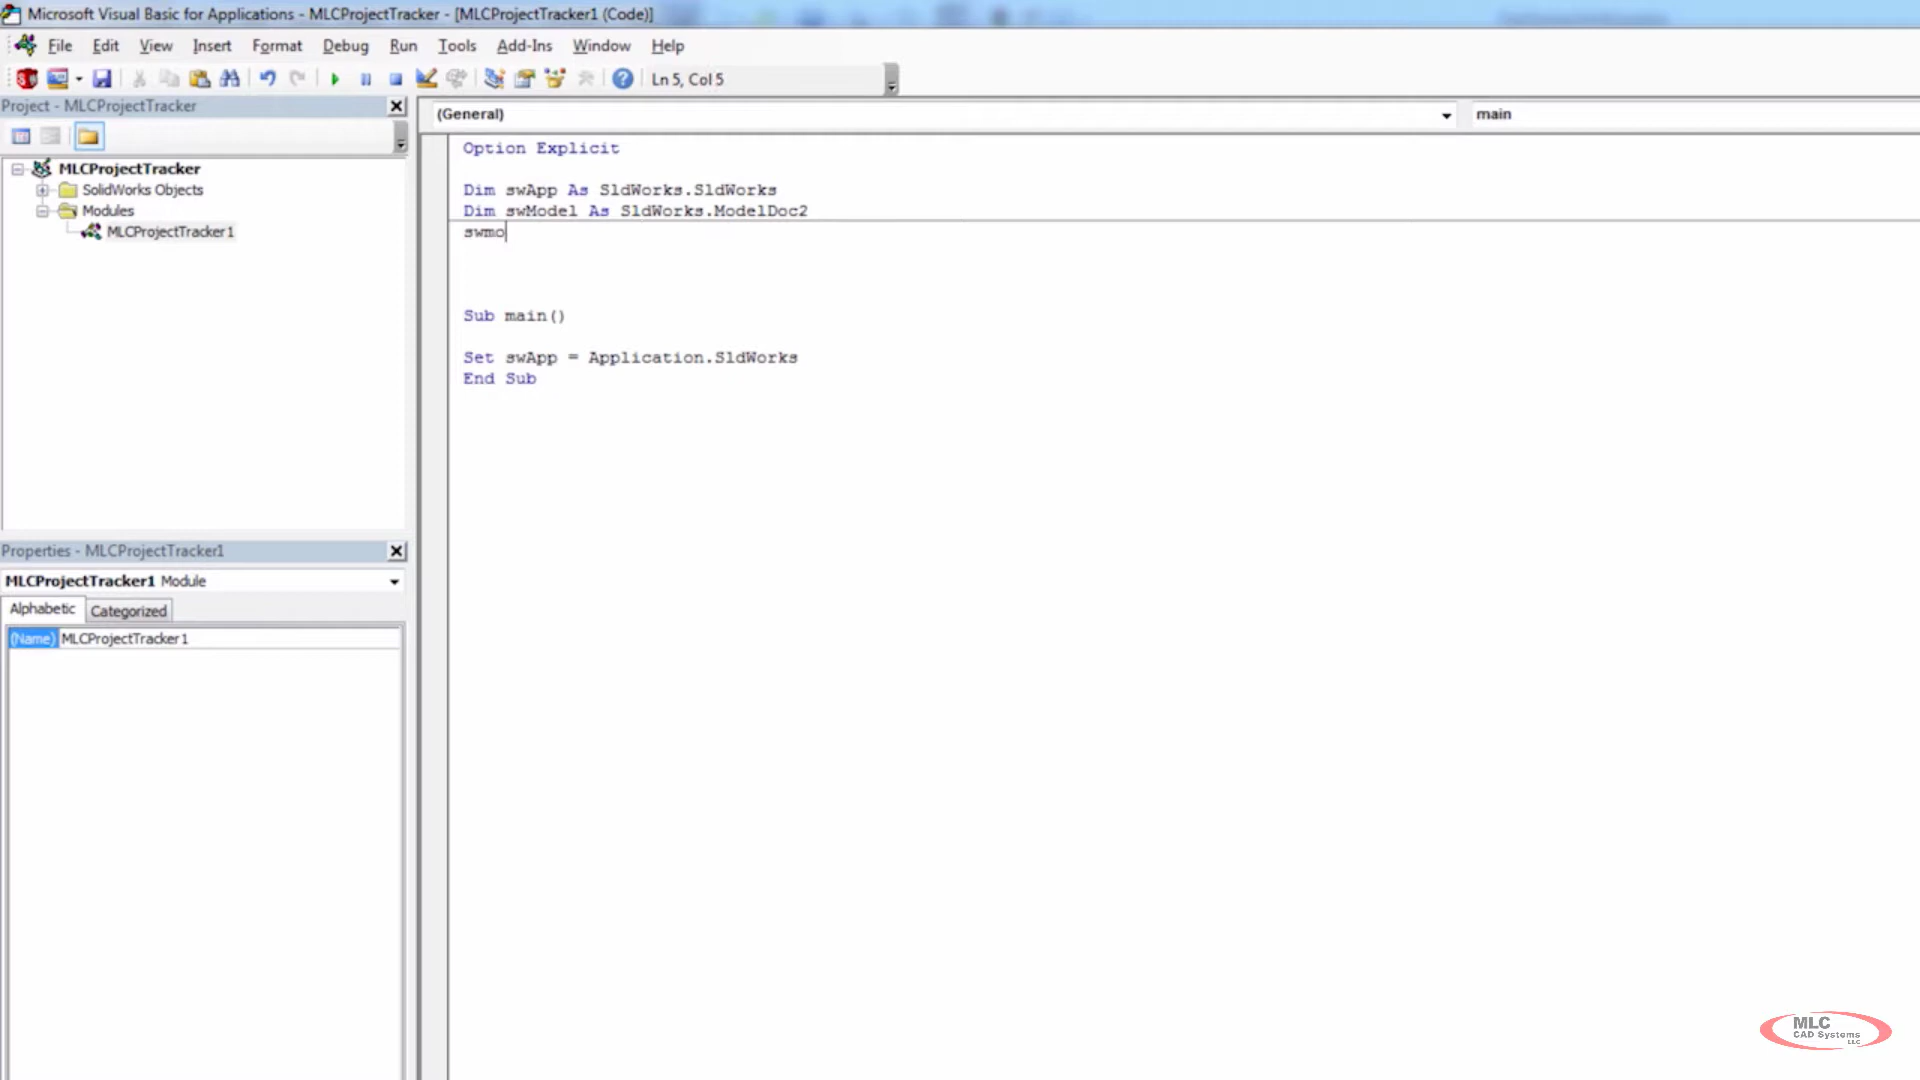 Microsoft Visual Basic for Applications - MLCProjectTracker - [MLCProjectTracker1 (Code)]
File Edit View Insert Format Debug Run Tools Add-Ins Window Help
Ln 5, Col 5
Project - MLCProjectTracker
MLCProjectTracker
SolidWorks Objects
Modules
MLCProjectTracker1
Properties - MLCProjectTracker1
MLCProjectTracker1 Module
Alphabetic Categorized
(Name) MLCProjectTracker1
(General) main
Option Explicit
Dim swApp As SldWorks.SldWorks
Dim swModel As SldWorks.ModelDoc2
swmo
Sub main()
Set swApp = Application.SldWorks
End Sub
MLC
CAD Systems
LLC